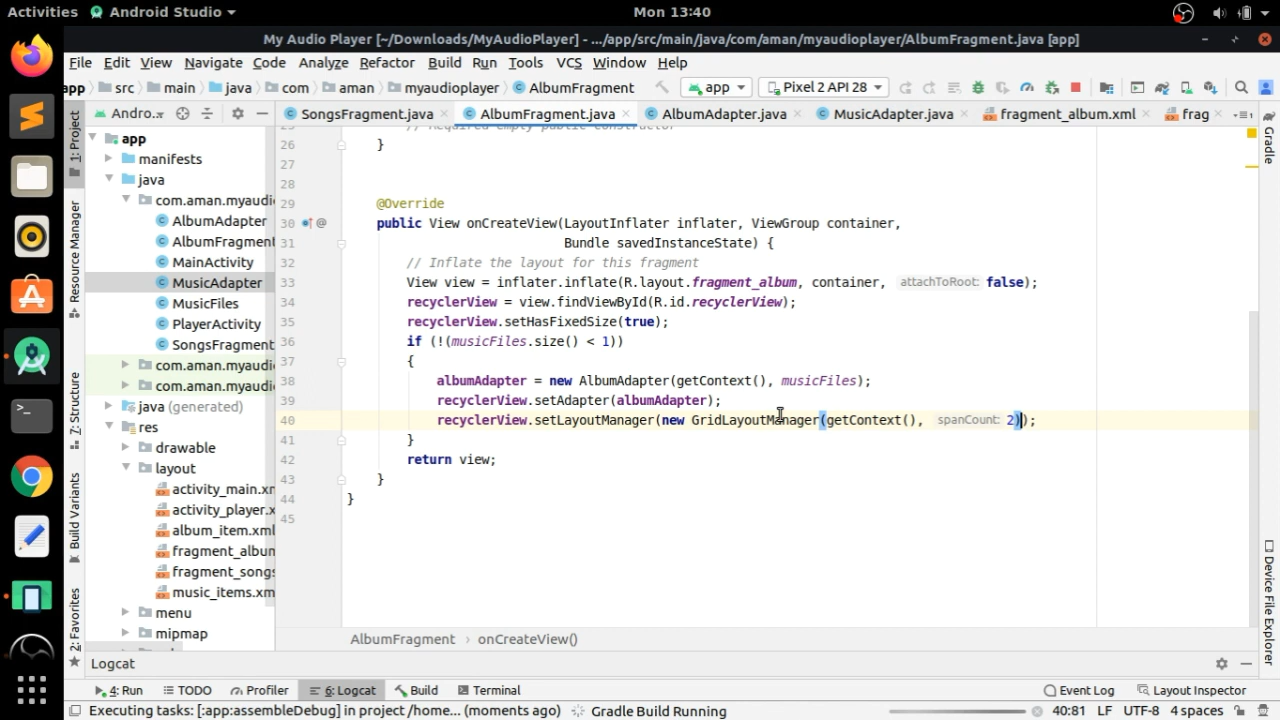 Activities Android Studio Mon 13:40
My Audio Player [~/Downloads/MyAudioPlayer] - .../app/src/main/java/com/aman/myaudioplayer/AlbumFragment.java [app]
File Edit View Navigate Code Analyze Refactor Build Run Tools VCS Window Help
app src main java com aman myaudioplayer AlbumFragment app Pixel 2 API 28
Andro... SongsFragment.java AlbumFragment.java AlbumAdapter.java MusicAdapter.java fragment_album.xml frag
1: Project
Resource Manager
7: Structure
Build Variants
2: Favorites
app
manifests
java
com.aman.myaudi
AlbumAdapter
AlbumFragment
MainActivity
MusicAdapter
MusicFiles
PlayerActivity
SongsFragment
com.aman.myaudi
com.aman.myaudi
java (generated)
res
drawable
layout
activity_main.xm
activity_player.x
album_item.xml
fragment_albun
fragment_songs
music_items.xm
menu
mipmap
25 // Required empty public constructor
26 }
27
28
29 @Override
30 public View onCreateView(LayoutInflater inflater, ViewGroup container,
31 Bundle savedInstanceState) {
32 // Inflate the layout for this fragment
33 View view = inflater.inflate(R.layout.fragment_album, container, attachToRoot: false);
34 recyclerView = view.findViewById(R.id.recyclerView);
35 recyclerView.setHasFixedSize(true);
36 if (!(musicFiles.size() < 1))
37 {
38 albumAdapter = new AlbumAdapter(getContext(), musicFiles);
39 recyclerView.setAdapter(albumAdapter);
40 recyclerView.setLayoutManager(new GridLayoutManager(getContext(), spanCount: 2));
41 }
42 return view;
43 }
44 }
45
Gradle
Device File Explorer
AlbumFragment › onCreateView()
Logcat
4: Run TODO Profiler 6: Logcat Build Terminal Event Log Layout Inspector
Executing tasks: [:app:assembleDebug] in project /home... (moments ago) Gradle Build Running 40:81 LF UTF-8 4 spaces